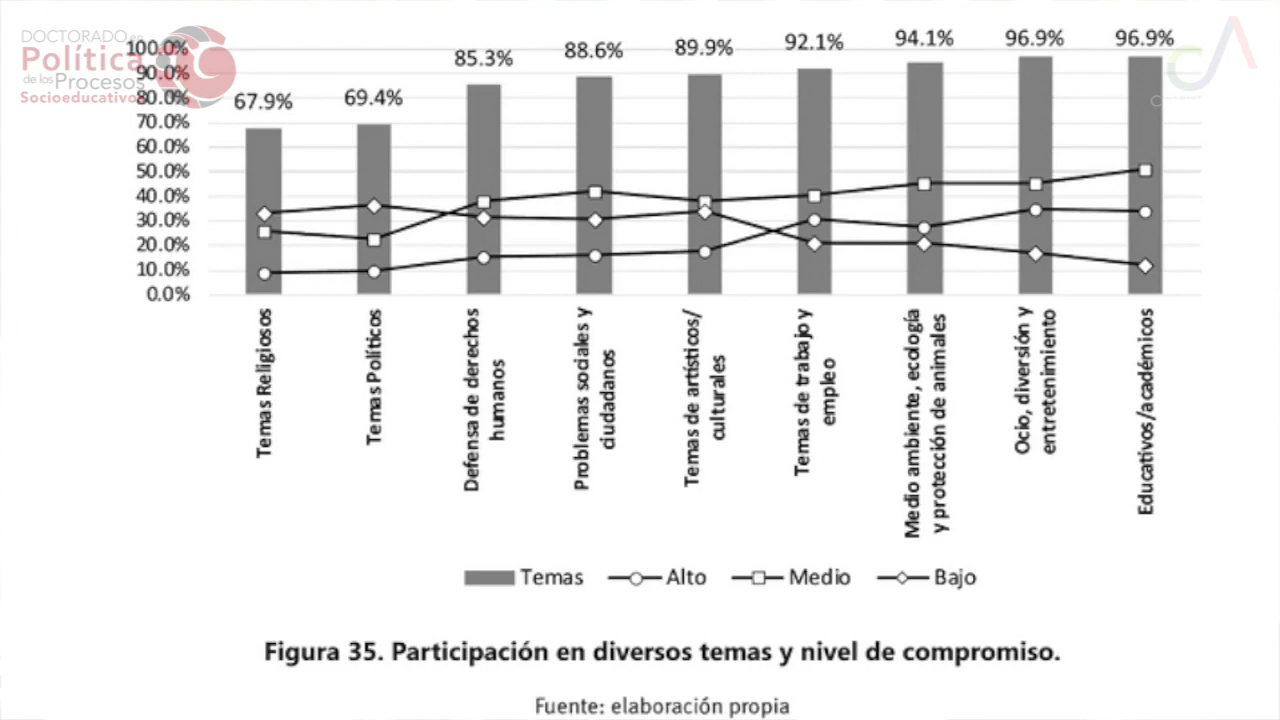 DOCTORADO en
Política
de los Procesos
Socioeducativos
100.0%
90.0%
80.0%
70.0%
60.0%
50.0%
40.0%
30.0%
20.0%
10.0%
0.0%
67.9%
69.4%
85.3%
88.6%
89.9%
92.1%
94.1%
96.9%
96.9%
Temas Religiosos
Temas Políticos
Defensa de derechos
humanos
Problemas sociales y
ciudadanos
Temas de artísticos/
culturales
Temas de trabajo y
empleo
Medio ambiente, ecología
y protección de animales
Ocio, diversión y
entretenimiento
Educativos/académicos
Temas Alto Medio Bajo
Figura 35. Participación en diversos temas y nivel de compromiso.
Fuente: elaboración propia